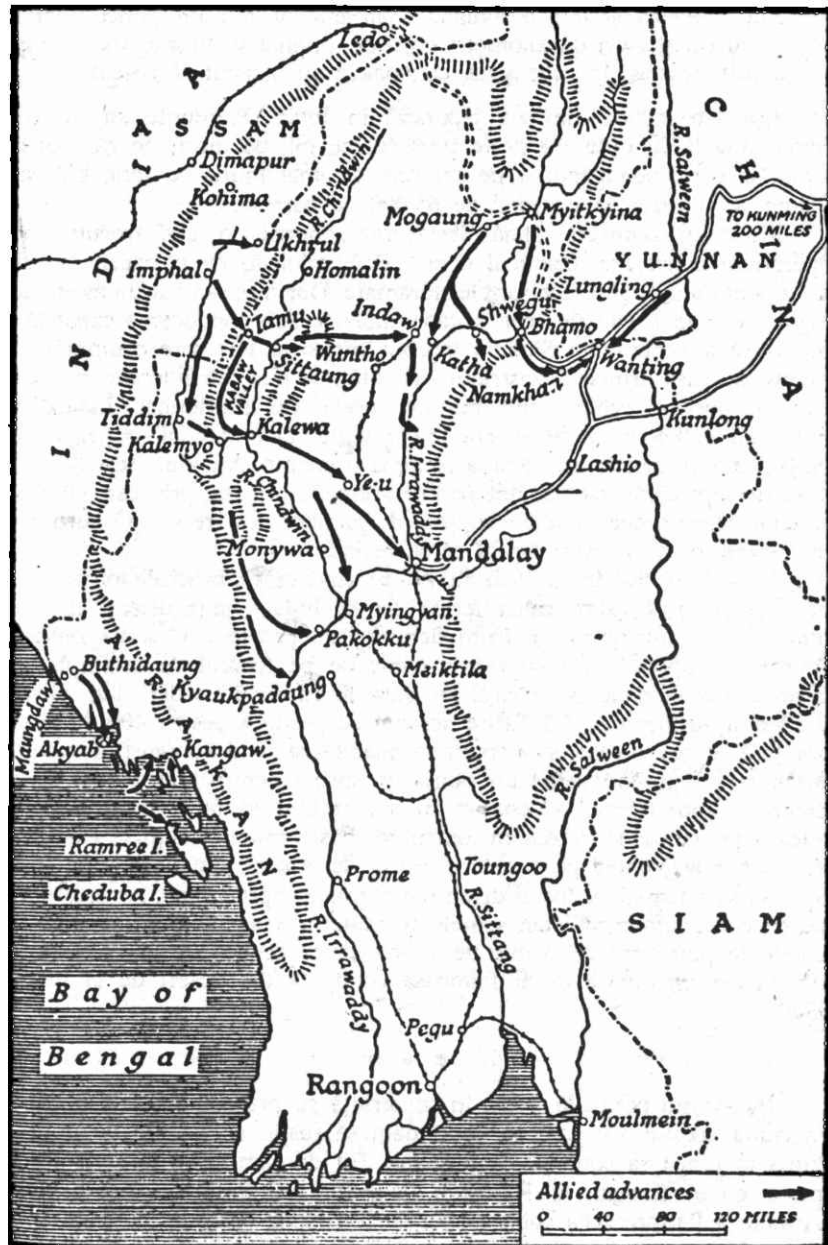 Ledo
INDIA
ASSAM
CHINA
R. Salween
Dimapur
R. Chindwin
Kohima
Mogaung
Myitkyina
TO KUNMING
200 MILES
YUNNAN
Ukhrul
Imphal
Homalin
Lungling
Shwegu
Indaw
Bhamo
Tamu
Sittaung
Wuntho
Katha
Wanting
Namkhan
KABAW VALLEY
Tiddim
Kalewa
Kunlong
Kalemyo
R. Irrawaddy
Lashio
R. Chindwin
Ye-u
Monywa
Mandalay
Myingyan
Pakokku
Buthidaung
Meiktila
Kyaukpadaung
Maungdaw
Akyab
Kangaw
ARAKAN
R. Salween
Ramree I.
Toungoo
Cheduba I.
Prome
R. Sittang
SIAM
R. Irrawaddy
Bay of
Bengal
Pegu
Rangoon
Moulmein
Allied advances
0 40 80 120 MILES